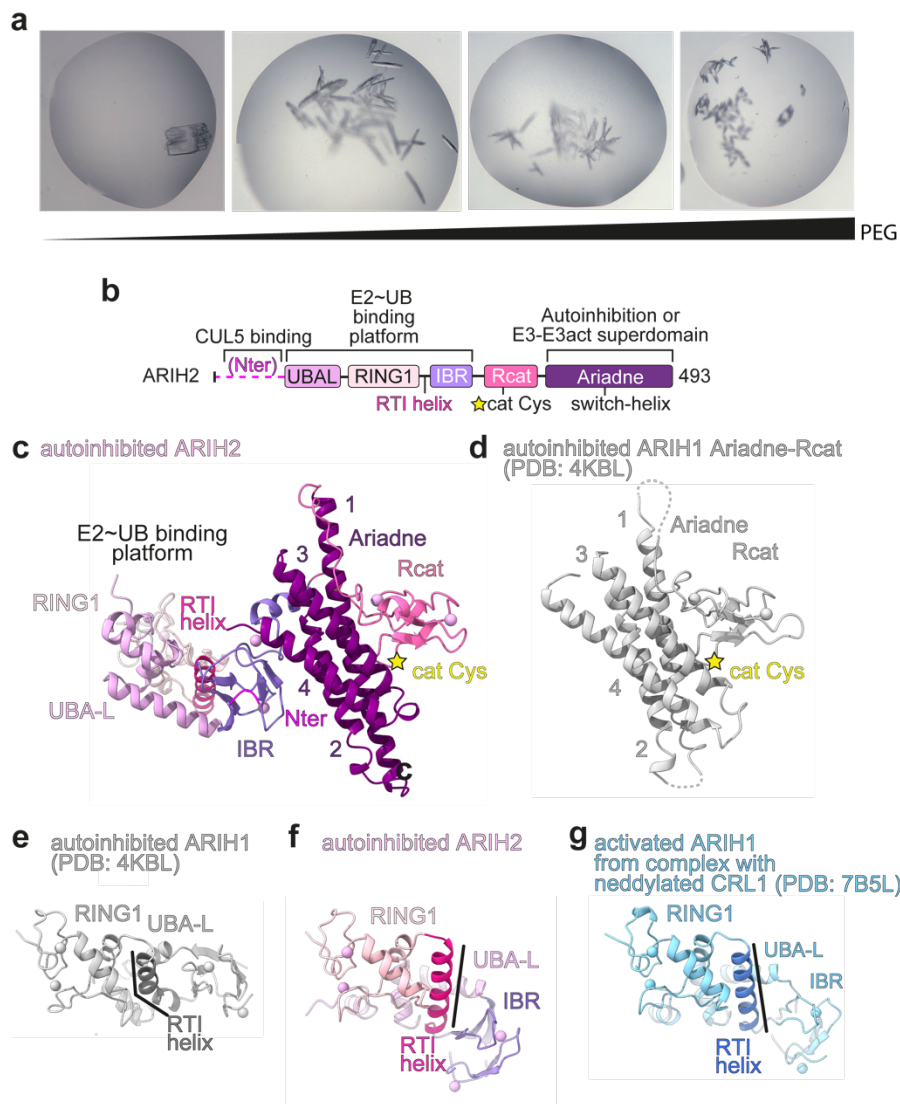 a
PEG
b
E2~UB
binding
platform
Autoinhibition or
E3-E3act superdomain
CUL5 binding
(Nter)
ARIH2
UBAL
RING1
IBR
Rcat
Ariadne
493
RTI helix
cat Cys
switch-helix
c autoinhibited ARIH2
E2~UB binding
platform
RING1
RTI
helix
UBA-L
IBR
Nter
1
3
Ariadne
Rcat
4
cat Cys
2
C
d autoinhibited ARIH1 Ariadne-Rcat
(PDB: 4KBL)
1
Ariadne
3
Rcat
4
cat Cys
2
e autoinhibited ARIH1
(PDB: 4KBL)
RING1
UBA-L
RTI
helix
f autoinhibited ARIH2
RING1
UBA-L
IBR
RTI
helix
g activated ARIH1
from complex with
neddylated CRL1 (PDB: 7B5L)
RING1
UBA-L
IBR
RTI
helix